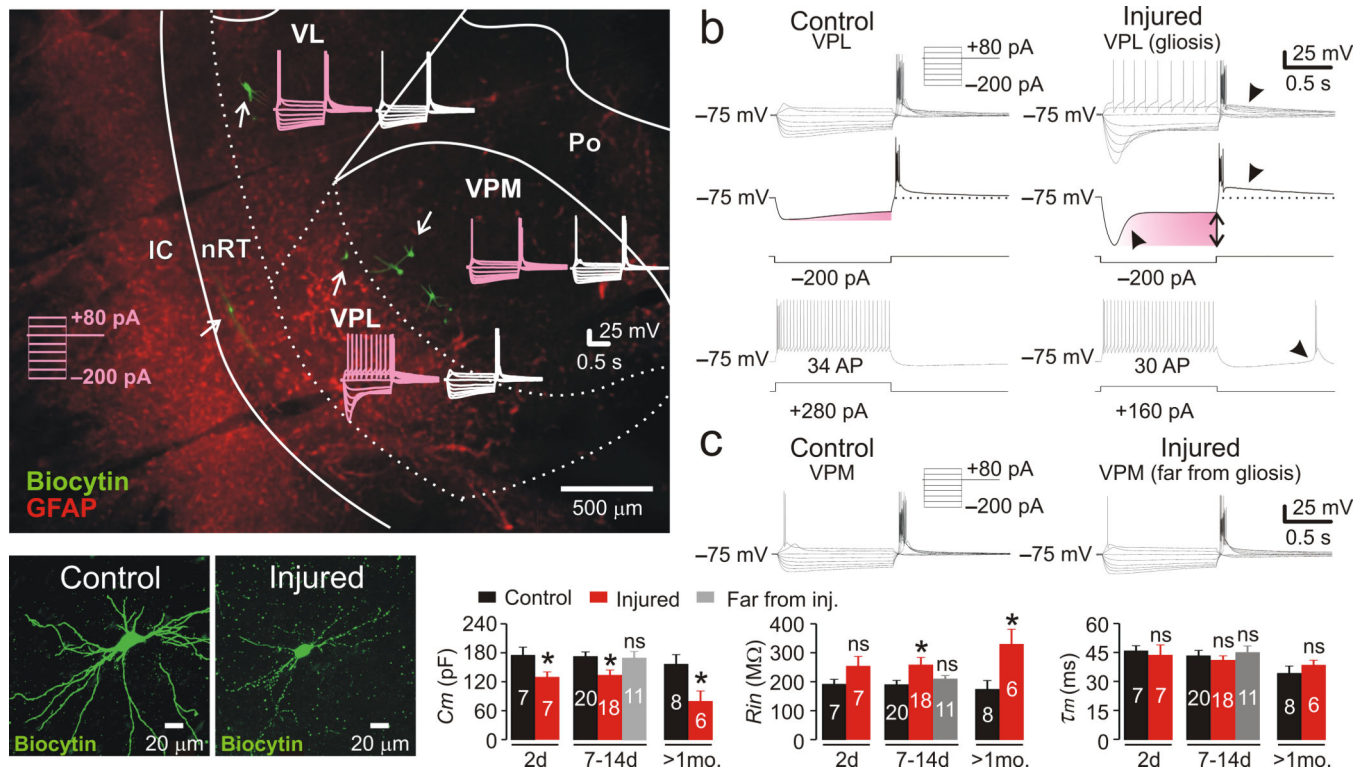 VL
Po
VPM
IC
nRT
VPL
+80 pA
–200 pA
25 mV
0.5 s
Biocytin
GFAP
500 μm
Control
Biocytin
20 μm
Injured
20 μm
b
Control
VPL
+80 pA
–200 pA
Injured
VPL (gliosis)
25 mV
0.5 s
–75 mV
–75 mV
–75 mV
–75 mV
–200 pA
–200 pA
–75 mV
34 AP
+280 pA
–75 mV
30 AP
+160 pA
c
Control
VPM
+80 pA
–200 pA
Injured
VPM (far from gliosis)
25 mV
0.5 s
–75 mV
–75 mV
Control Injured Far from inj.
Cm (pF)
240
180
120
60
0
* * ns *
7 7 20 18 11 8 6
2d 7-14d >1mo.
Rin (MΩ)
400
300
200
100
0
ns * ns *
7 7 20 18 11 8 6
2d 7-14d >1mo.
τm (ms)
60
45
30
15
0
ns ns ns ns
7 7 20 18 11 8 6
2d 7-14d >1mo.